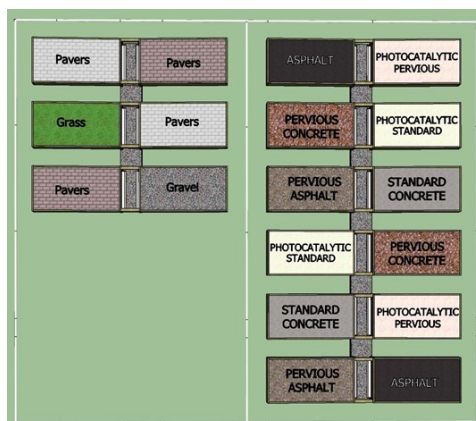 Pavers
Pavers
Grass
Pavers
Pavers
Gravel
ASPHALT
PHOTOCATALYTIC
PERVIOUS
PERVIOUS
CONCRETE
PHOTOCATALYTIC
STANDARD
PERVIOUS
ASPHALT
STANDARD
CONCRETE
PHOTOCATALYTIC
STANDARD
PERVIOUS
CONCRETE
STANDARD
CONCRETE
PHOTOCATALYTIC
PERVIOUS
PERVIOUS
ASPHALT
ASPHALT